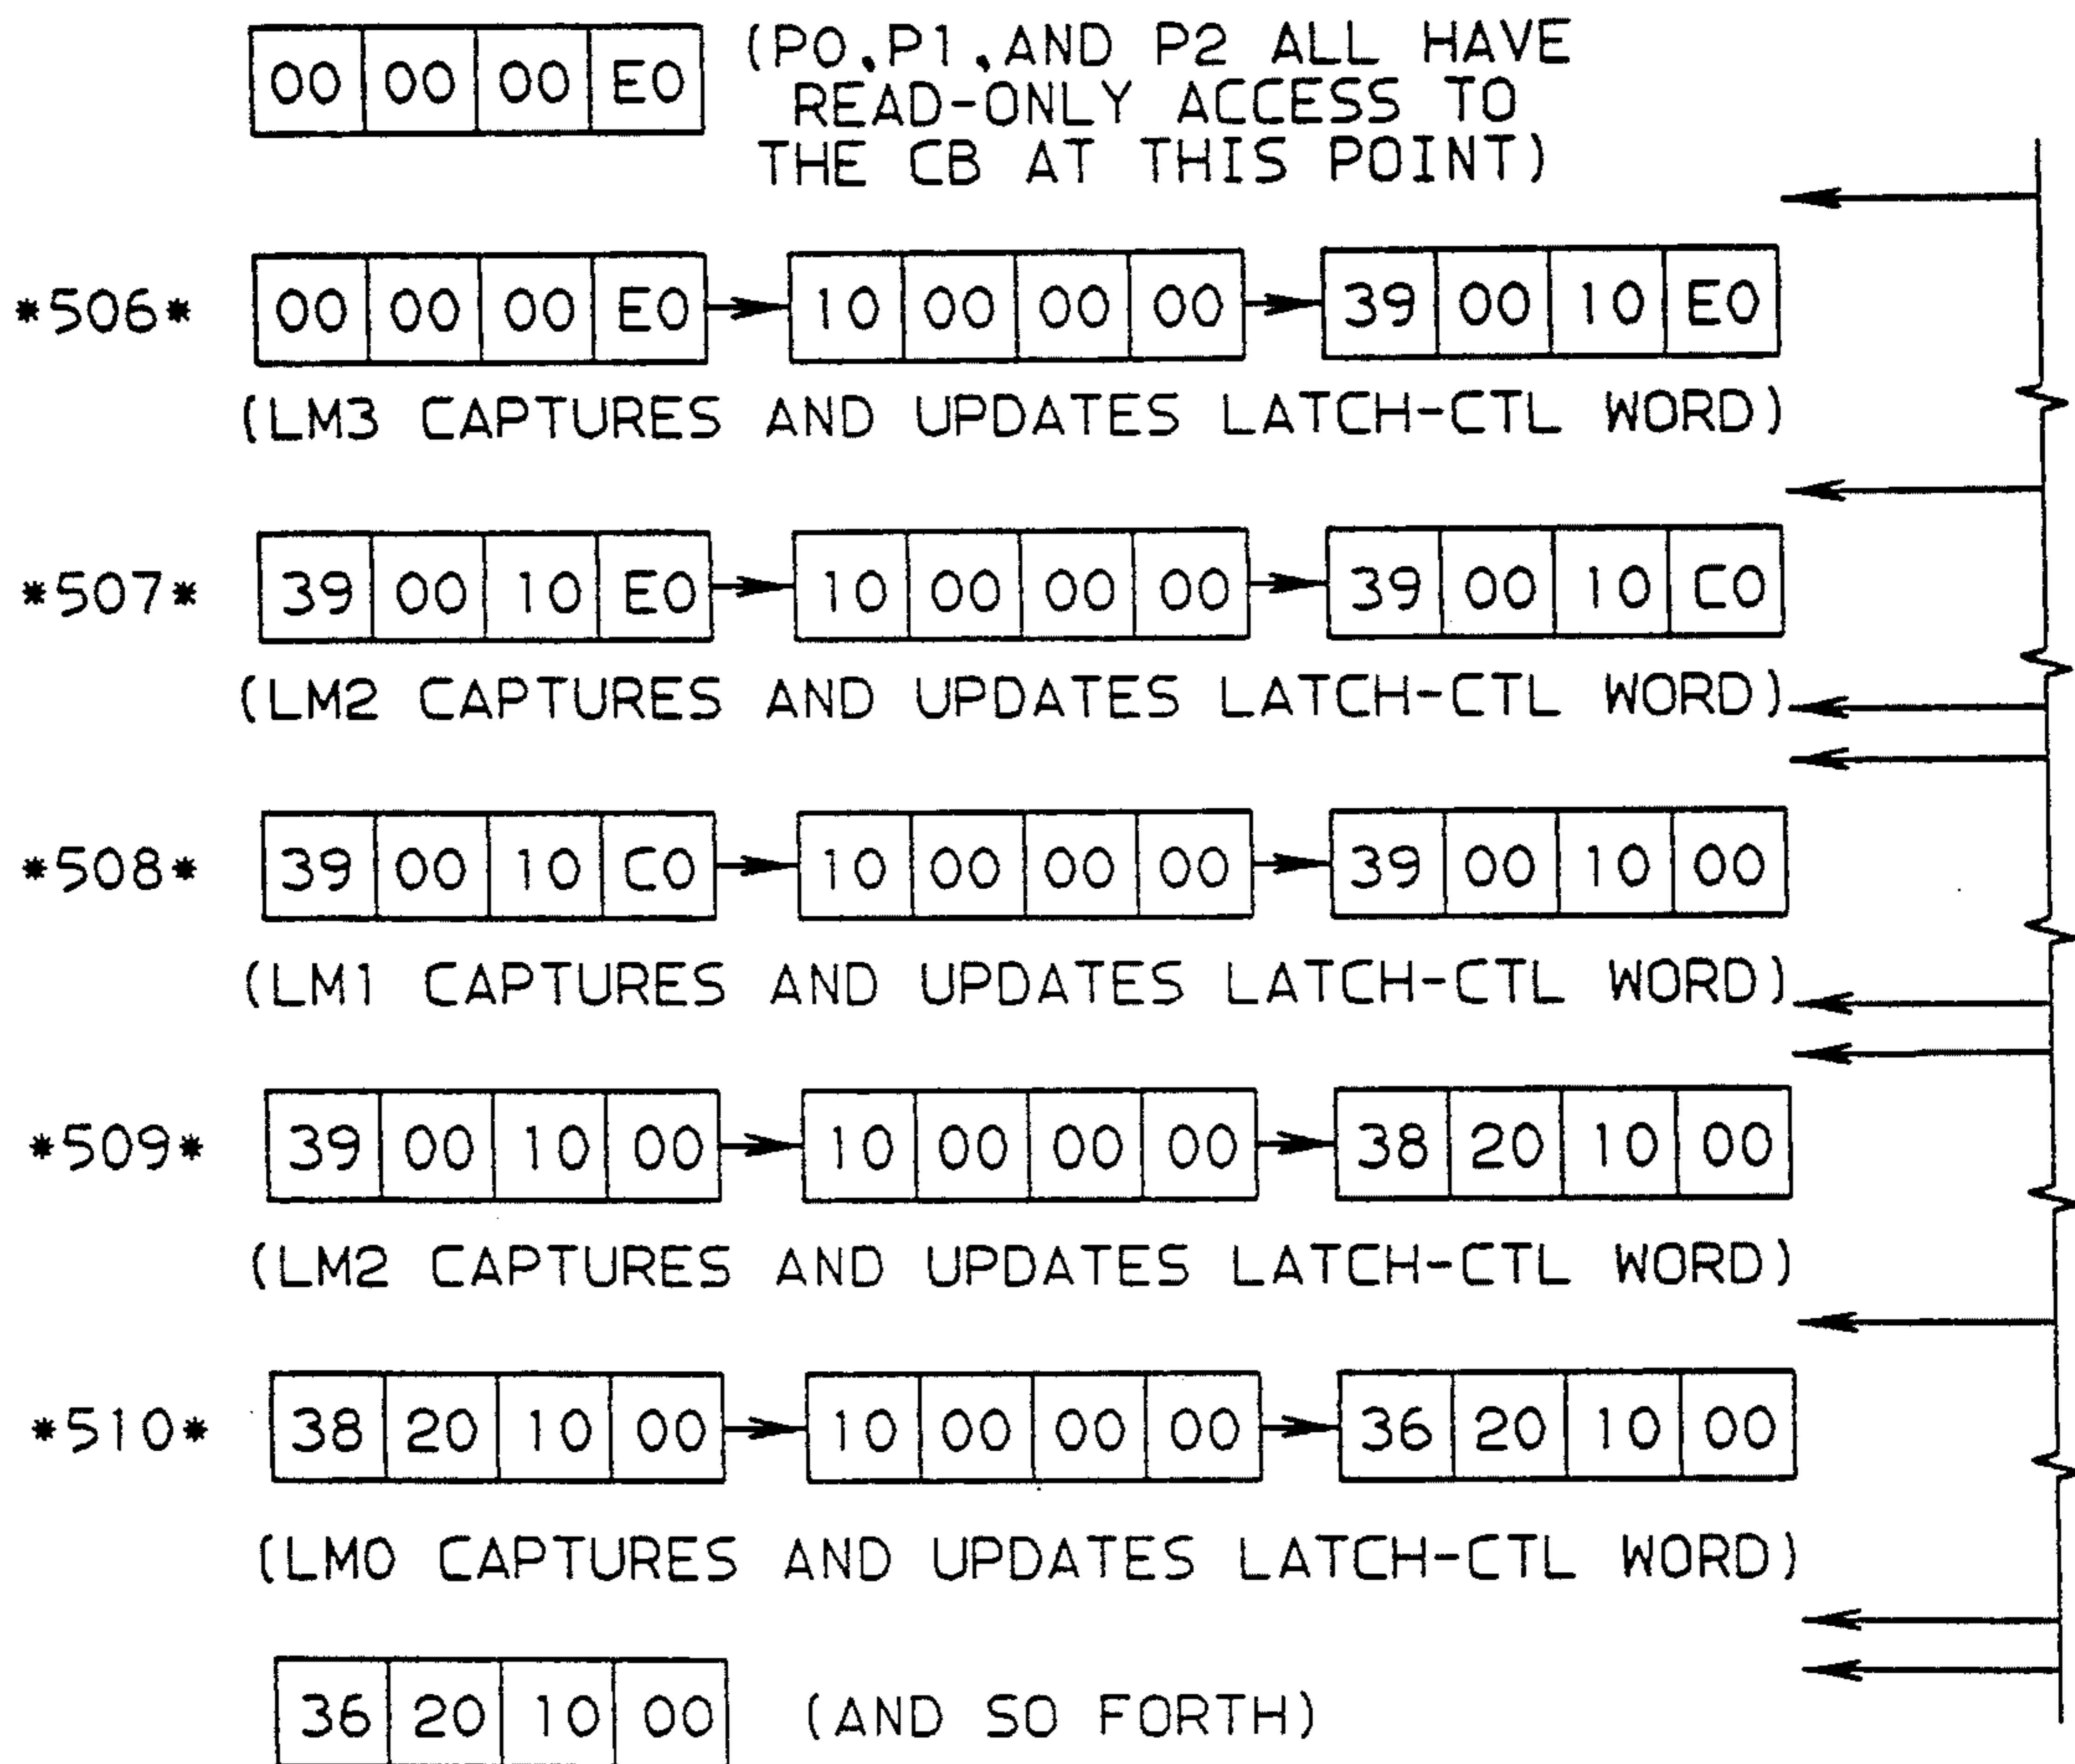 00 00 00 E0 (P0,P1,AND P2 ALL HAVE
READ-ONLY ACCESS TO
THE CB AT THIS POINT)
*506* 00 00 00 E0 10 00 00 00 39 00 10 E0
(LM3 CAPTURES AND UPDATES LATCH-CTL WORD)
*507* 39 00 10 E0 10 00 00 00 39 00 10 C0
(LM2 CAPTURES AND UPDATES LATCH-CTL WORD)
*508* 39 00 10 C0 10 00 00 00 39 00 10 00
(LM1 CAPTURES AND UPDATES LATCH-CTL WORD)
*509* 39 00 10 00 10 00 00 00 38 20 10 00
(LM2 CAPTURES AND UPDATES LATCH-CTL WORD)
*510* 38 20 10 00 10 00 00 00 36 20 10 00
(LM0 CAPTURES AND UPDATES LATCH-CTL WORD)
36 20 10 00 (AND SO FORTH)